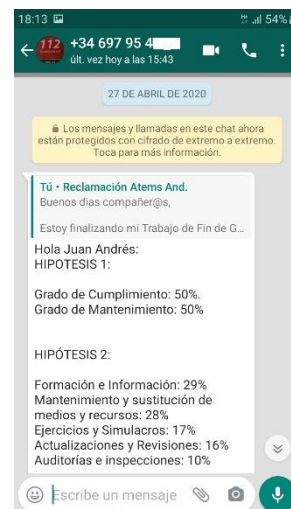 18:13 54%
112 +34 697 95 4
últ. vez hoy a las 15:43
27 DE ABRIL DE 2020
Los mensajes y llamadas en este chat ahora
están protegidos con cifrado de extremo a extremo.
Toca para más información.
Tú • Reclamación Atems And.
Buenos dias compañer@s,
Estoy finalizando mi Trabajo de Fin de G...
Hola Juan Andrés:
HIPOTESIS 1:
Grado de Cumplimiento: 50%.
Grado de Mantenimiento: 50%
HIPÓTESIS 2:
Formación e Información: 29%
Mantenimiento y sustitución de
medios y recursos: 28%
Ejercicios y Simulacros: 17%
Actualizaciones y Revisiones: 16%
Auditorías e inspecciones: 10%
Escribe un mensaje